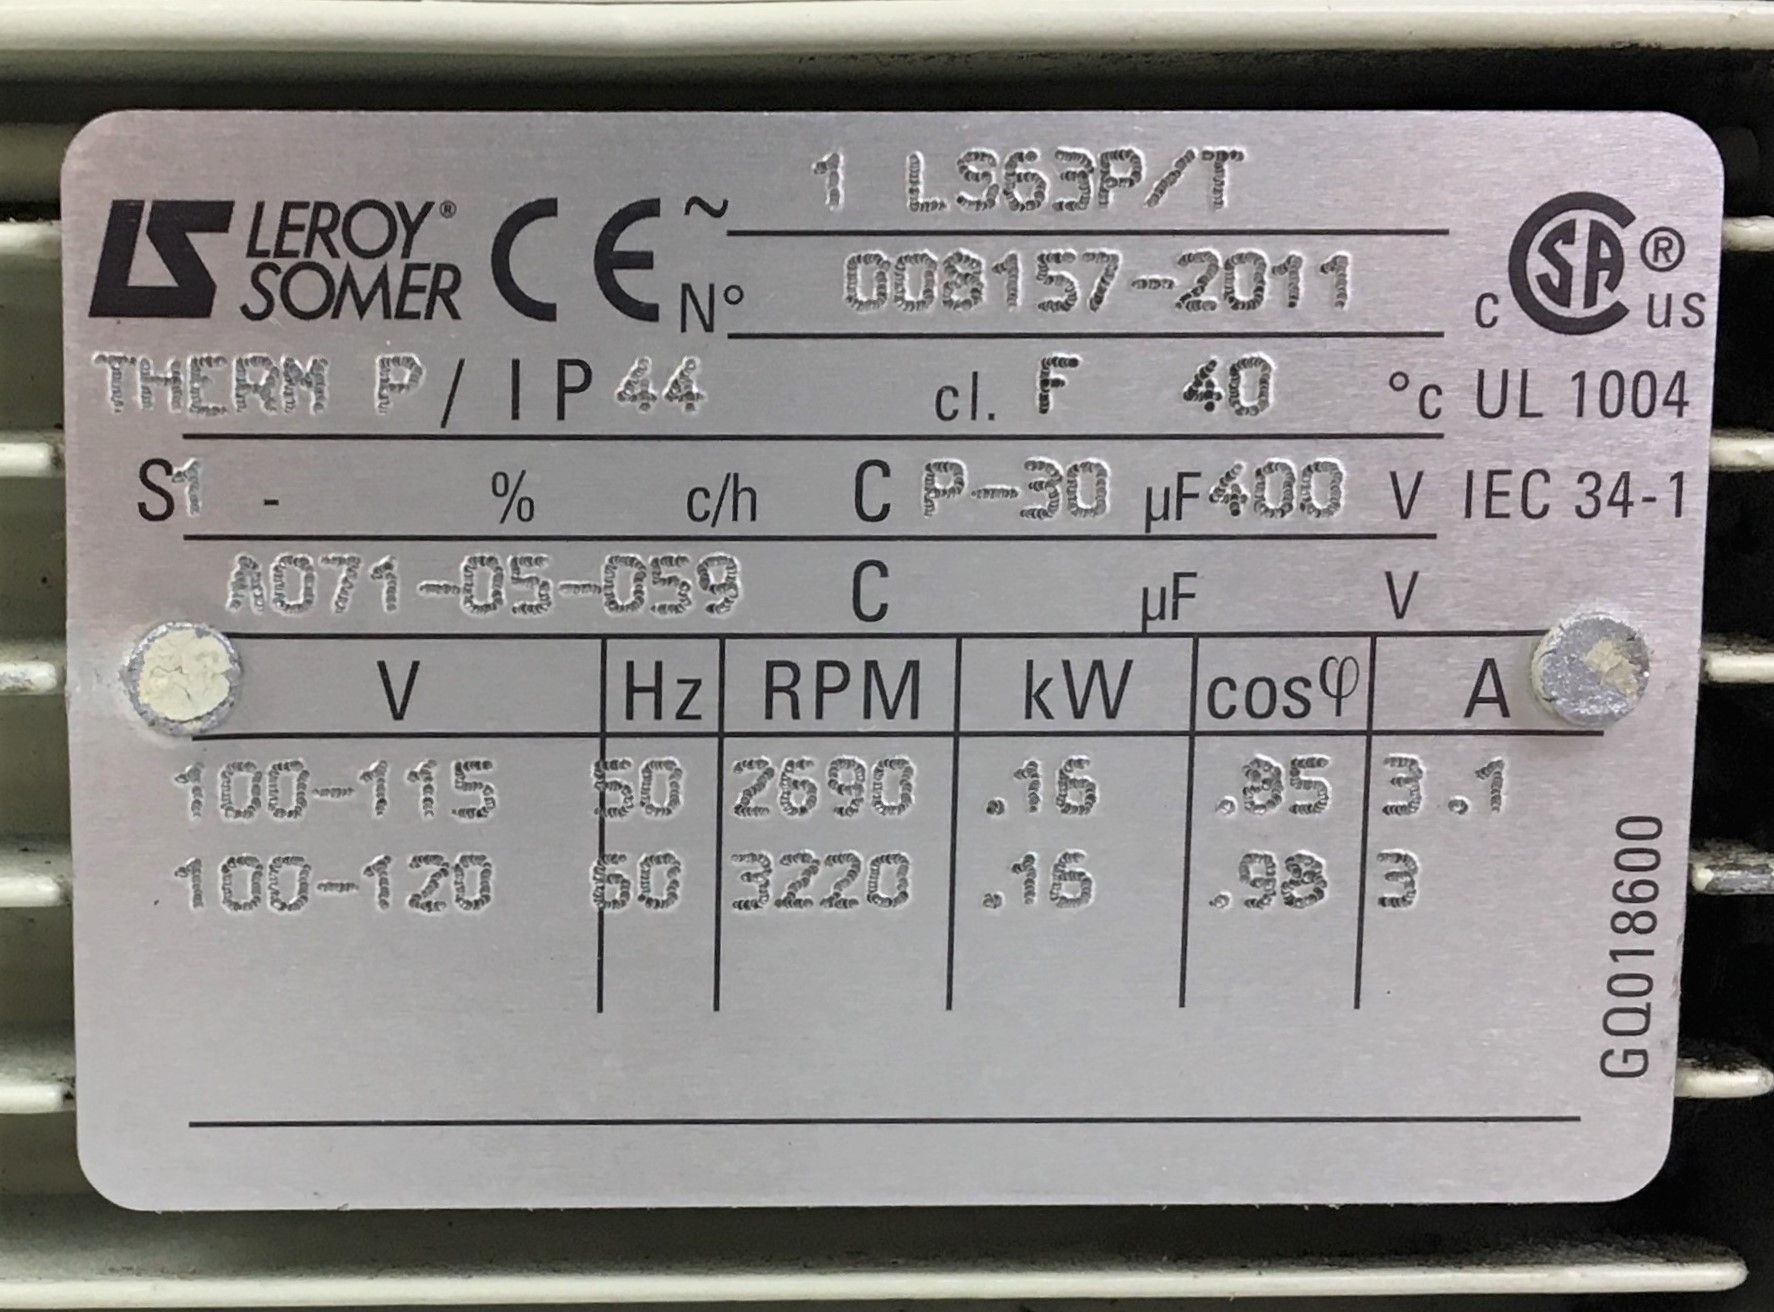 LEROY® SOMER CE ~ 1 LS63P/T
N° 008157-2011 c SA® us
THERM P / IP 44 cl. F 40 °c UL 1004
S1 - % c/h C P-30 µF 400 V IEC 34-1
A071-05-059 C µF V
V Hz RPM kW cosφ A
100-115 50 2690 .16 .85 3.1
100-120 60 3220 .16 .98 3
GQ018600